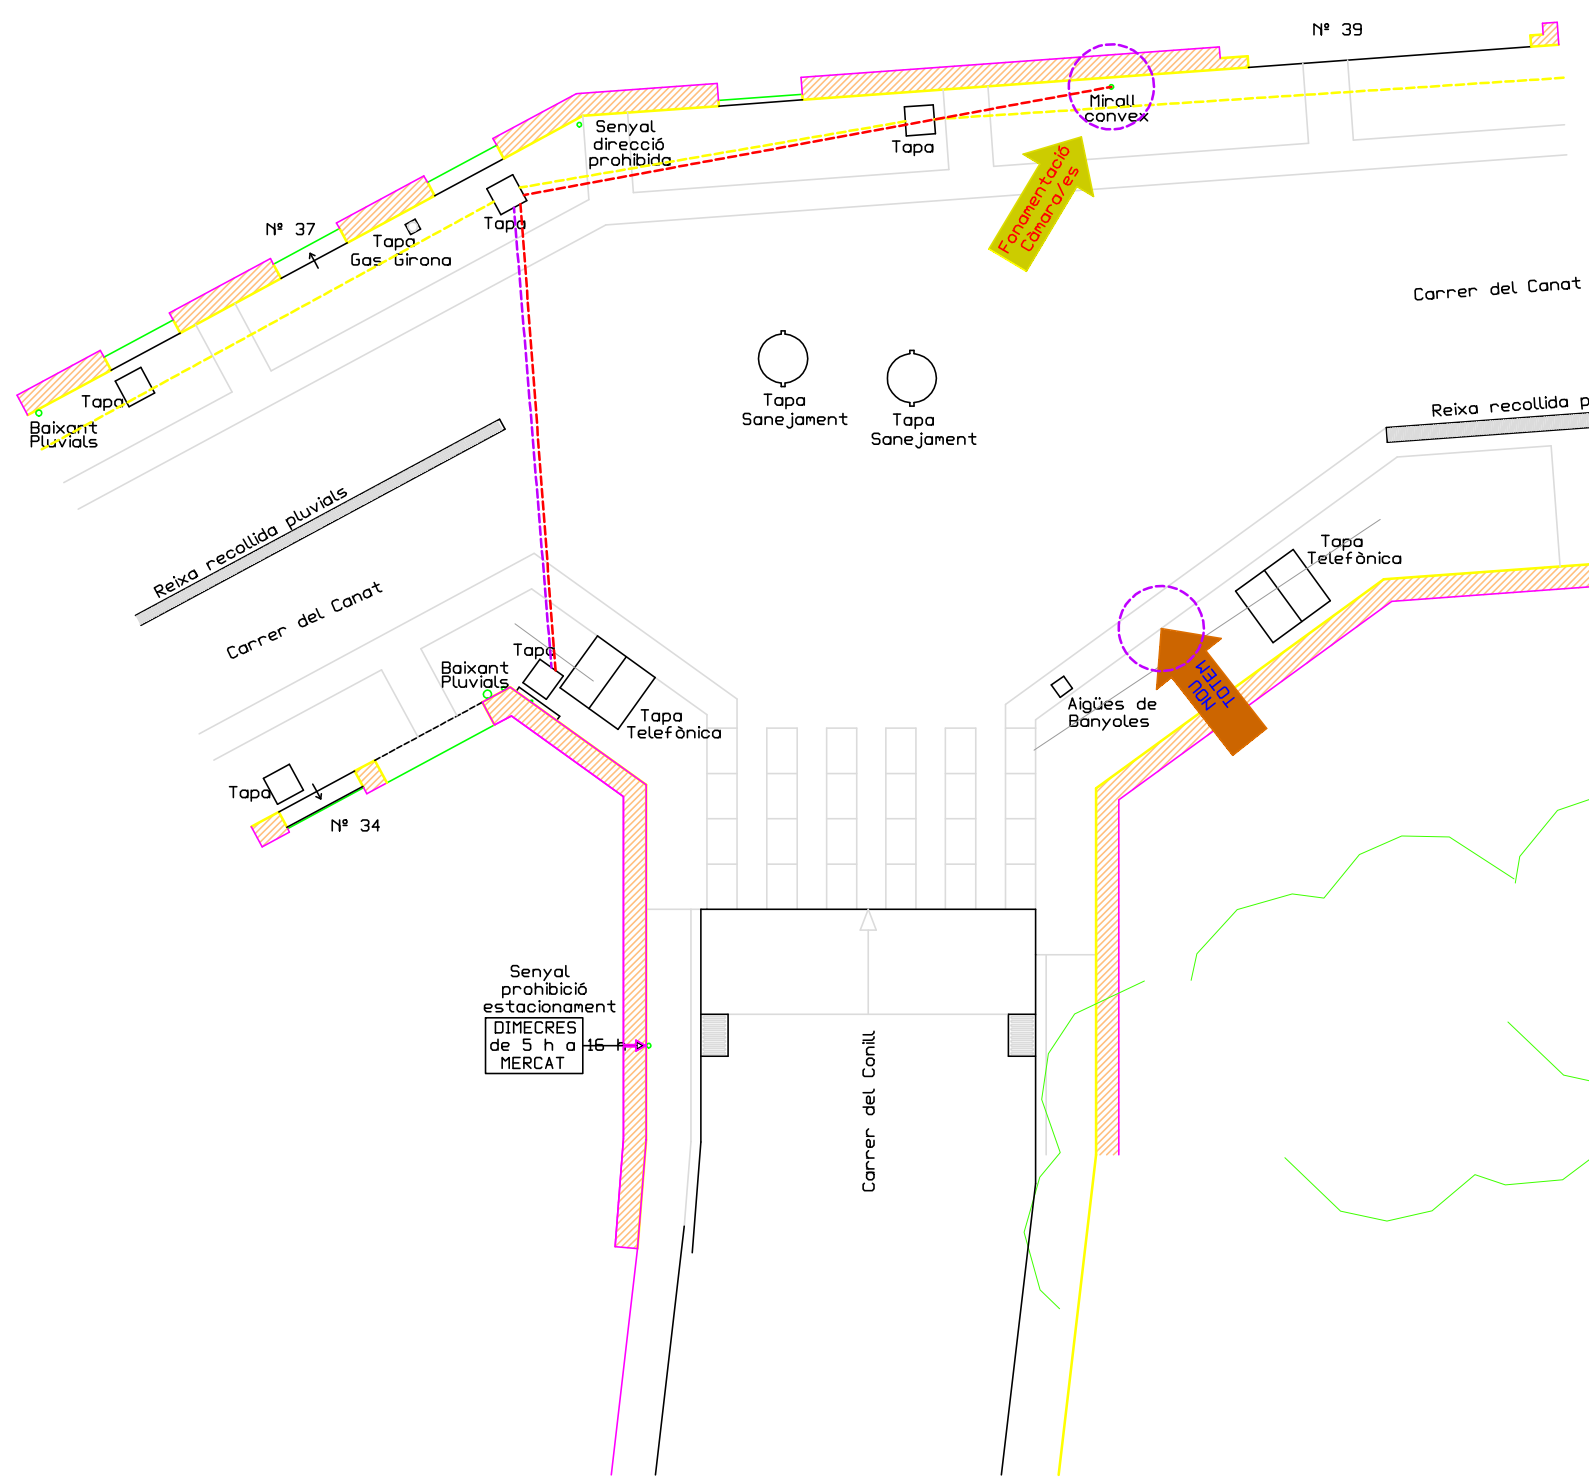 Nº 39
Mirall
convex
Senyal
direcció
prohibida
Tapa
Fonamentació
Càmara/es
Nº 37
Tapa
Tapa
Gas Girona
Carrer del Canat
Tapa
Sanejament
Tapa
Sanejament
Tapa
Baixant
Pluvials
Reixa recollida p
Reixa recollida pluvials
Tapa
Telefònica
Carrer del Canat
Tapa
Baixant
Pluvials
NOU
TOTEM
Aigües de
Banyoles
Tapa
Telefònica
Tapa
Nº 34
Senyal
prohibició
estacionament
DIMECRES
de 5 h a 16 h
MERCAT
Carrer del Conill